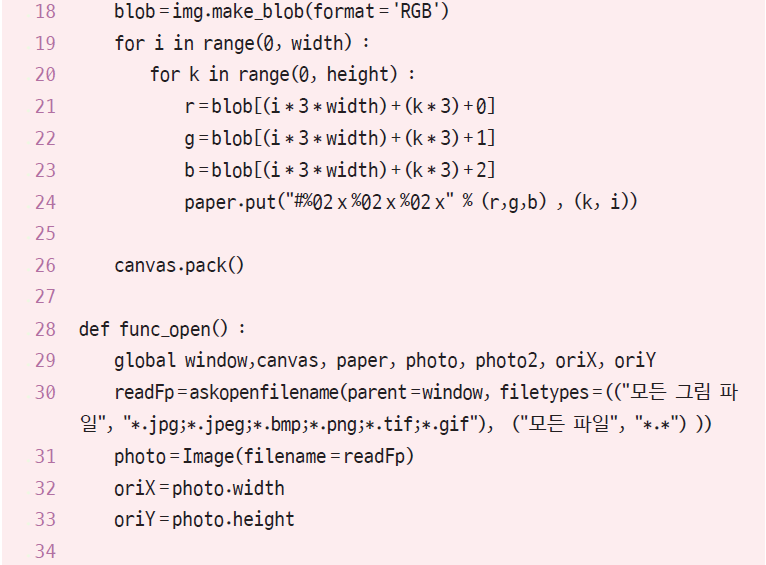 18 blob=img.make_blob(format='RGB')
19 for i in range(0, width) :
20 for k in range(0, height) :
21 r=blob[(i*3*width)+(k*3)+0]
22 g=blob[(i*3*width)+(k*3)+1]
23 b=blob[(i*3*width)+(k*3)+2]
24 paper.put("#%02x%02x%02x" % (r,g,b) , (k, i))
25
26 canvas.pack()
27
28 def func_open() :
29 global window,canvas, paper, photo, photo2, oriX, oriY
30 readFp=askopenfilename(parent=window, filetypes=(("모든 그림 파
일", "*.jpg;*.jpeg;*.bmp;*.png;*.tif;*.gif"), ("모든 파일", "*.*") ))
31 photo=Image(filename=readFp)
32 oriX=photo.width
33 oriY=photo.height
34